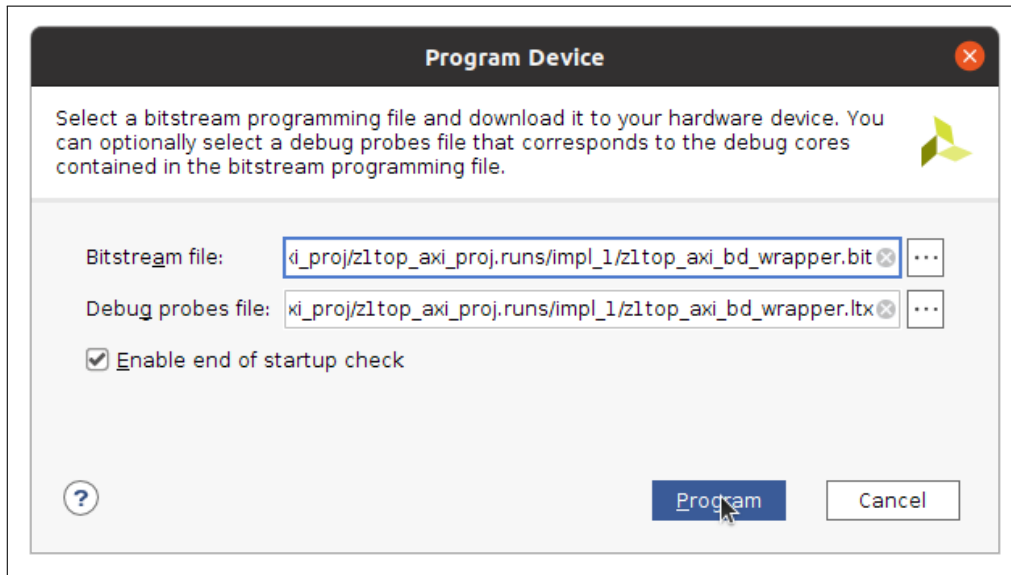 Program Device
Select a bitstream programming file and download it to your hardware device. You
can optionally select a debug probes file that corresponds to the debug cores
contained in the bitstream programming file.
Bitstream file: xi_proj/z1top_axi_proj.runs/impl_1/z1top_axi_bd_wrapper.bit ...
Debug probes file: xi_proj/z1top_axi_proj.runs/impl_1/z1top_axi_bd_wrapper.ltx ...
Enable end of startup check
? Program Cancel